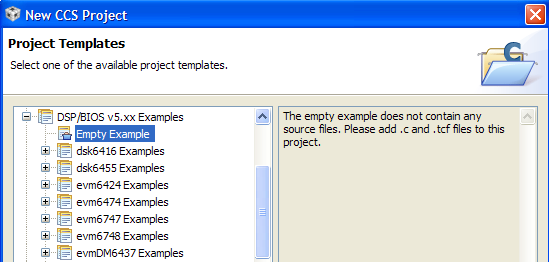 New CCS Project
Project Templates
Select one of the available project templates.
DSP/BIOS v5.xx Examples
Empty Example
dsk6416 Examples
dsk6455 Examples
evm6424 Examples
evm6474 Examples
evm6747 Examples
evm6748 Examples
evmDM6437 Examples
The empty example does not contain any
source files. Please add .c and .tcf files to this
project.